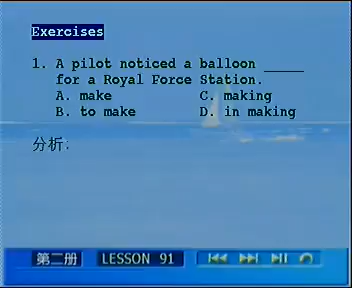 Exercises
1. A pilot noticed a balloon _____
for a Royal Force Station.
A. make C. making
B. to make D. in making
分析:
第二册 LESSON 91